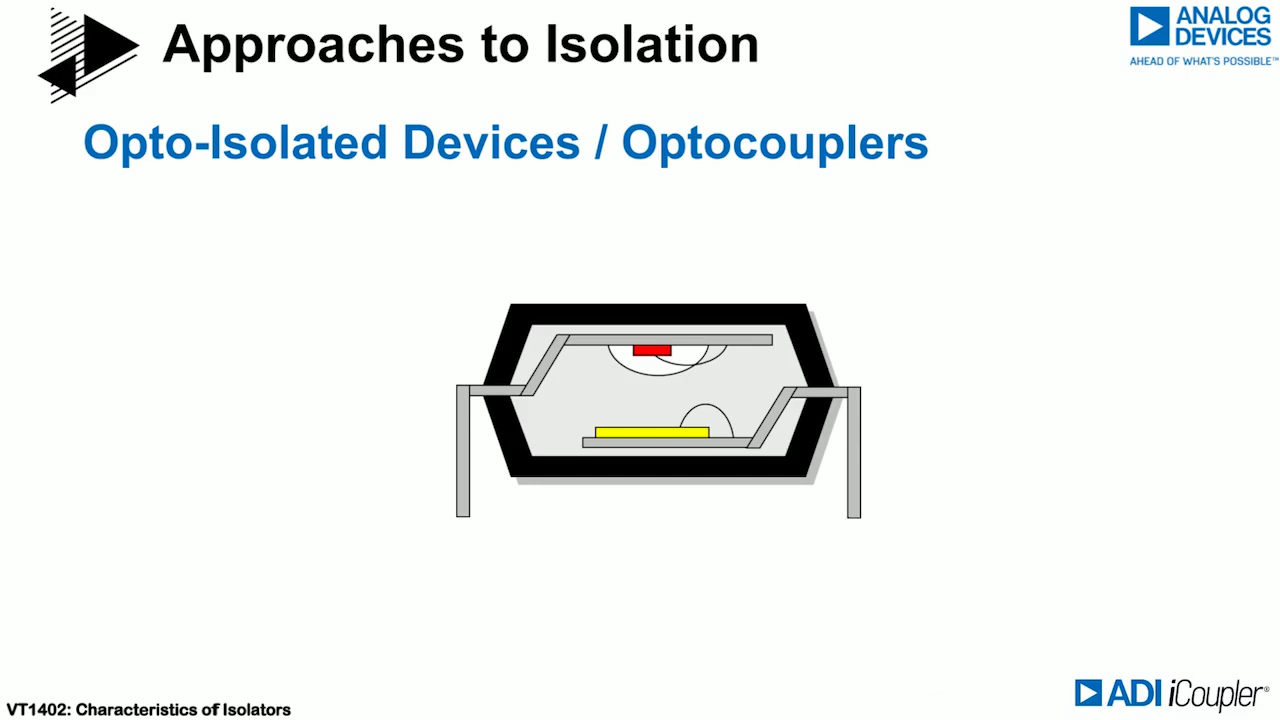 Approaches to Isolation
ANALOG
DEVICES
AHEAD OF WHAT'S POSSIBLE™
Opto-Isolated Devices / Optocouplers
VT1402: Characteristics of Isolators
ADI iCoupler®